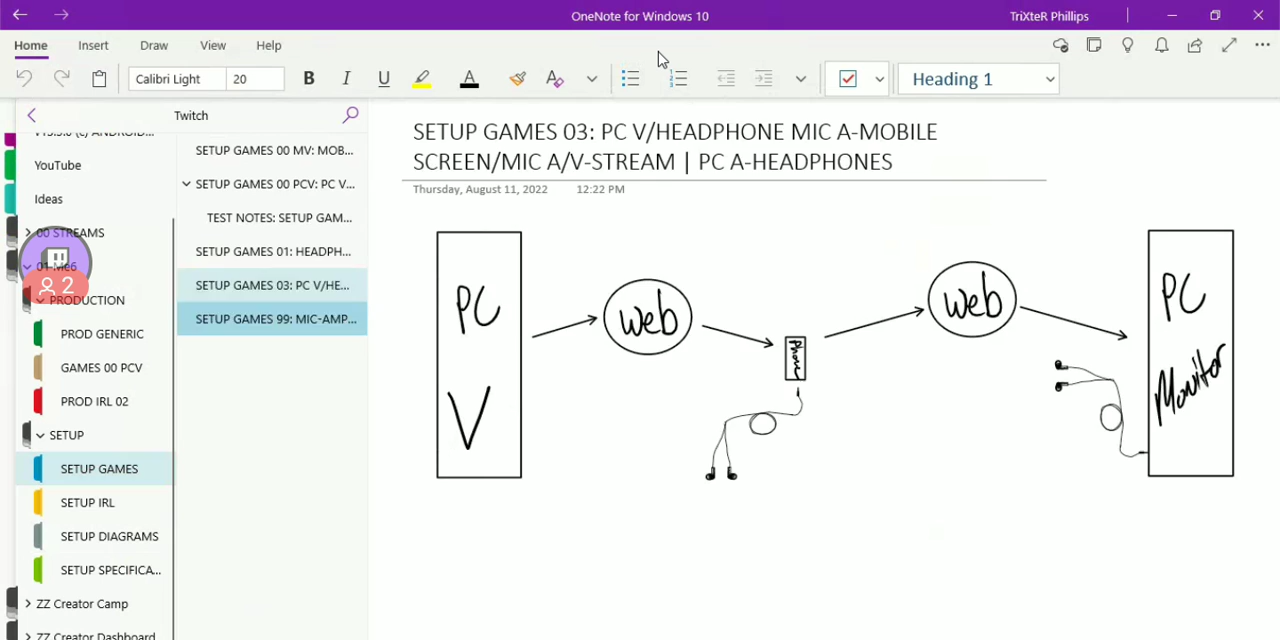 OneNote for Windows 10
TriXteR Phillips
Home
Insert
Draw
View
Help
Calibri Light
20
B
I
U
A
A
Heading 1
Twitch
V13.5.0 (c) ANDROID...
YouTube
Ideas
00 STREAMS
2
PRODUCTION
PROD GENERIC
GAMES 00 PCV
PROD IRL 02
SETUP
SETUP GAMES
SETUP IRL
SETUP DIAGRAMS
SETUP SPECIFICA...
ZZ Creator Camp
ZZ Creator Dashboard
SETUP GAMES 00 MV: MOB...
SETUP GAMES 00 PCV: PC V...
TEST NOTES: SETUP GAM...
SETUP GAMES 01: HEADPH...
SETUP GAMES 03: PC V/HE...
SETUP GAMES 99: MIC-AMP...
SETUP GAMES 03: PC V/HEADPHONE MIC A-MOBILE
SCREEN/MIC A/V-STREAM | PC A-HEADPHONES
Thursday, August 11, 2022 12:22 PM
PC
V
Web
Phone
Web
PC
Monitor